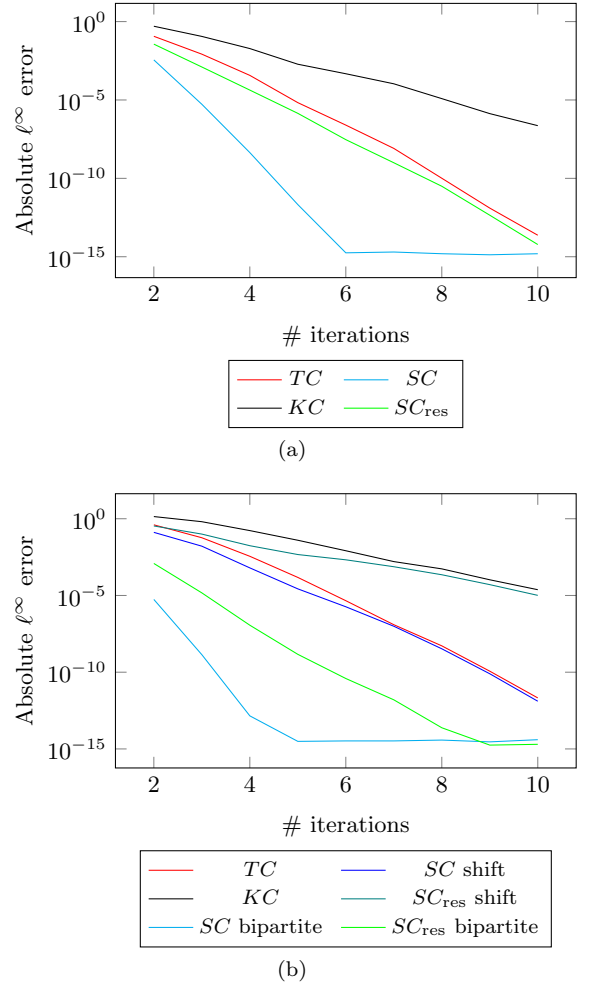 10^0
10^−5
10^−10
10^−15
Absolute ℓ^∞ error
2 4 6 8 10
# iterations
TC SC
KC SC_res
(a)
10^0
10^−5
10^−10
10^−15
Absolute ℓ^∞ error
2 4 6 8 10
# iterations
TC SC shift
KC SC_res shift
SC bipartite SC_res bipartite
(b)